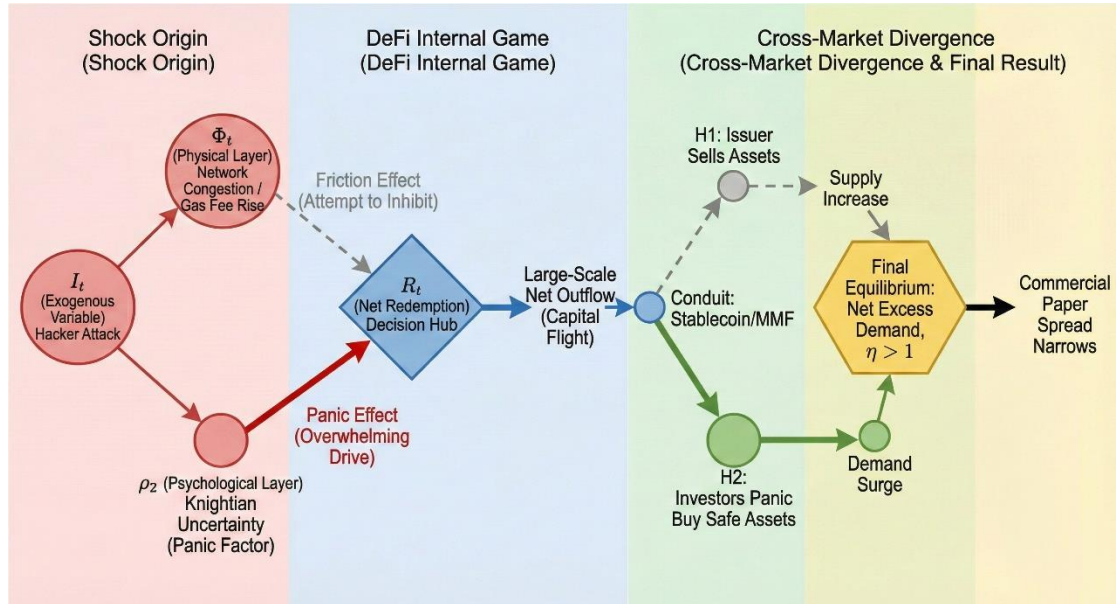 Shock Origin
(Shock Origin)
DeFi Internal Game
(DeFi Internal Game)
Cross-Market Divergence
(Cross-Market Divergence & Final Result)
Φ_t
(Physical Layer)
Network
Congestion /
Gas Fee Rise
I_t
(Exogenous
Variable)
Hacker Attack
ρ_2 (Psychological Layer)
Knightian
Uncertainty
(Panic Factor)
Friction Effect
(Attempt to Inhibit)
R_t
(Net Redemption)
Decision Hub
Panic Effect
(Overwhelming
Drive)
Large-Scale
Net Outflow
(Capital
Flight)
Conduit:
Stablecoin/MMF
H1: Issuer
Sells Assets
Supply
Increase
H2:
Investors Panic
Buy Safe Assets
Demand
Surge
Final
Equilibrium:
Net Excess
Demand,
η > 1
Commercial
Paper
Spread
Narrows